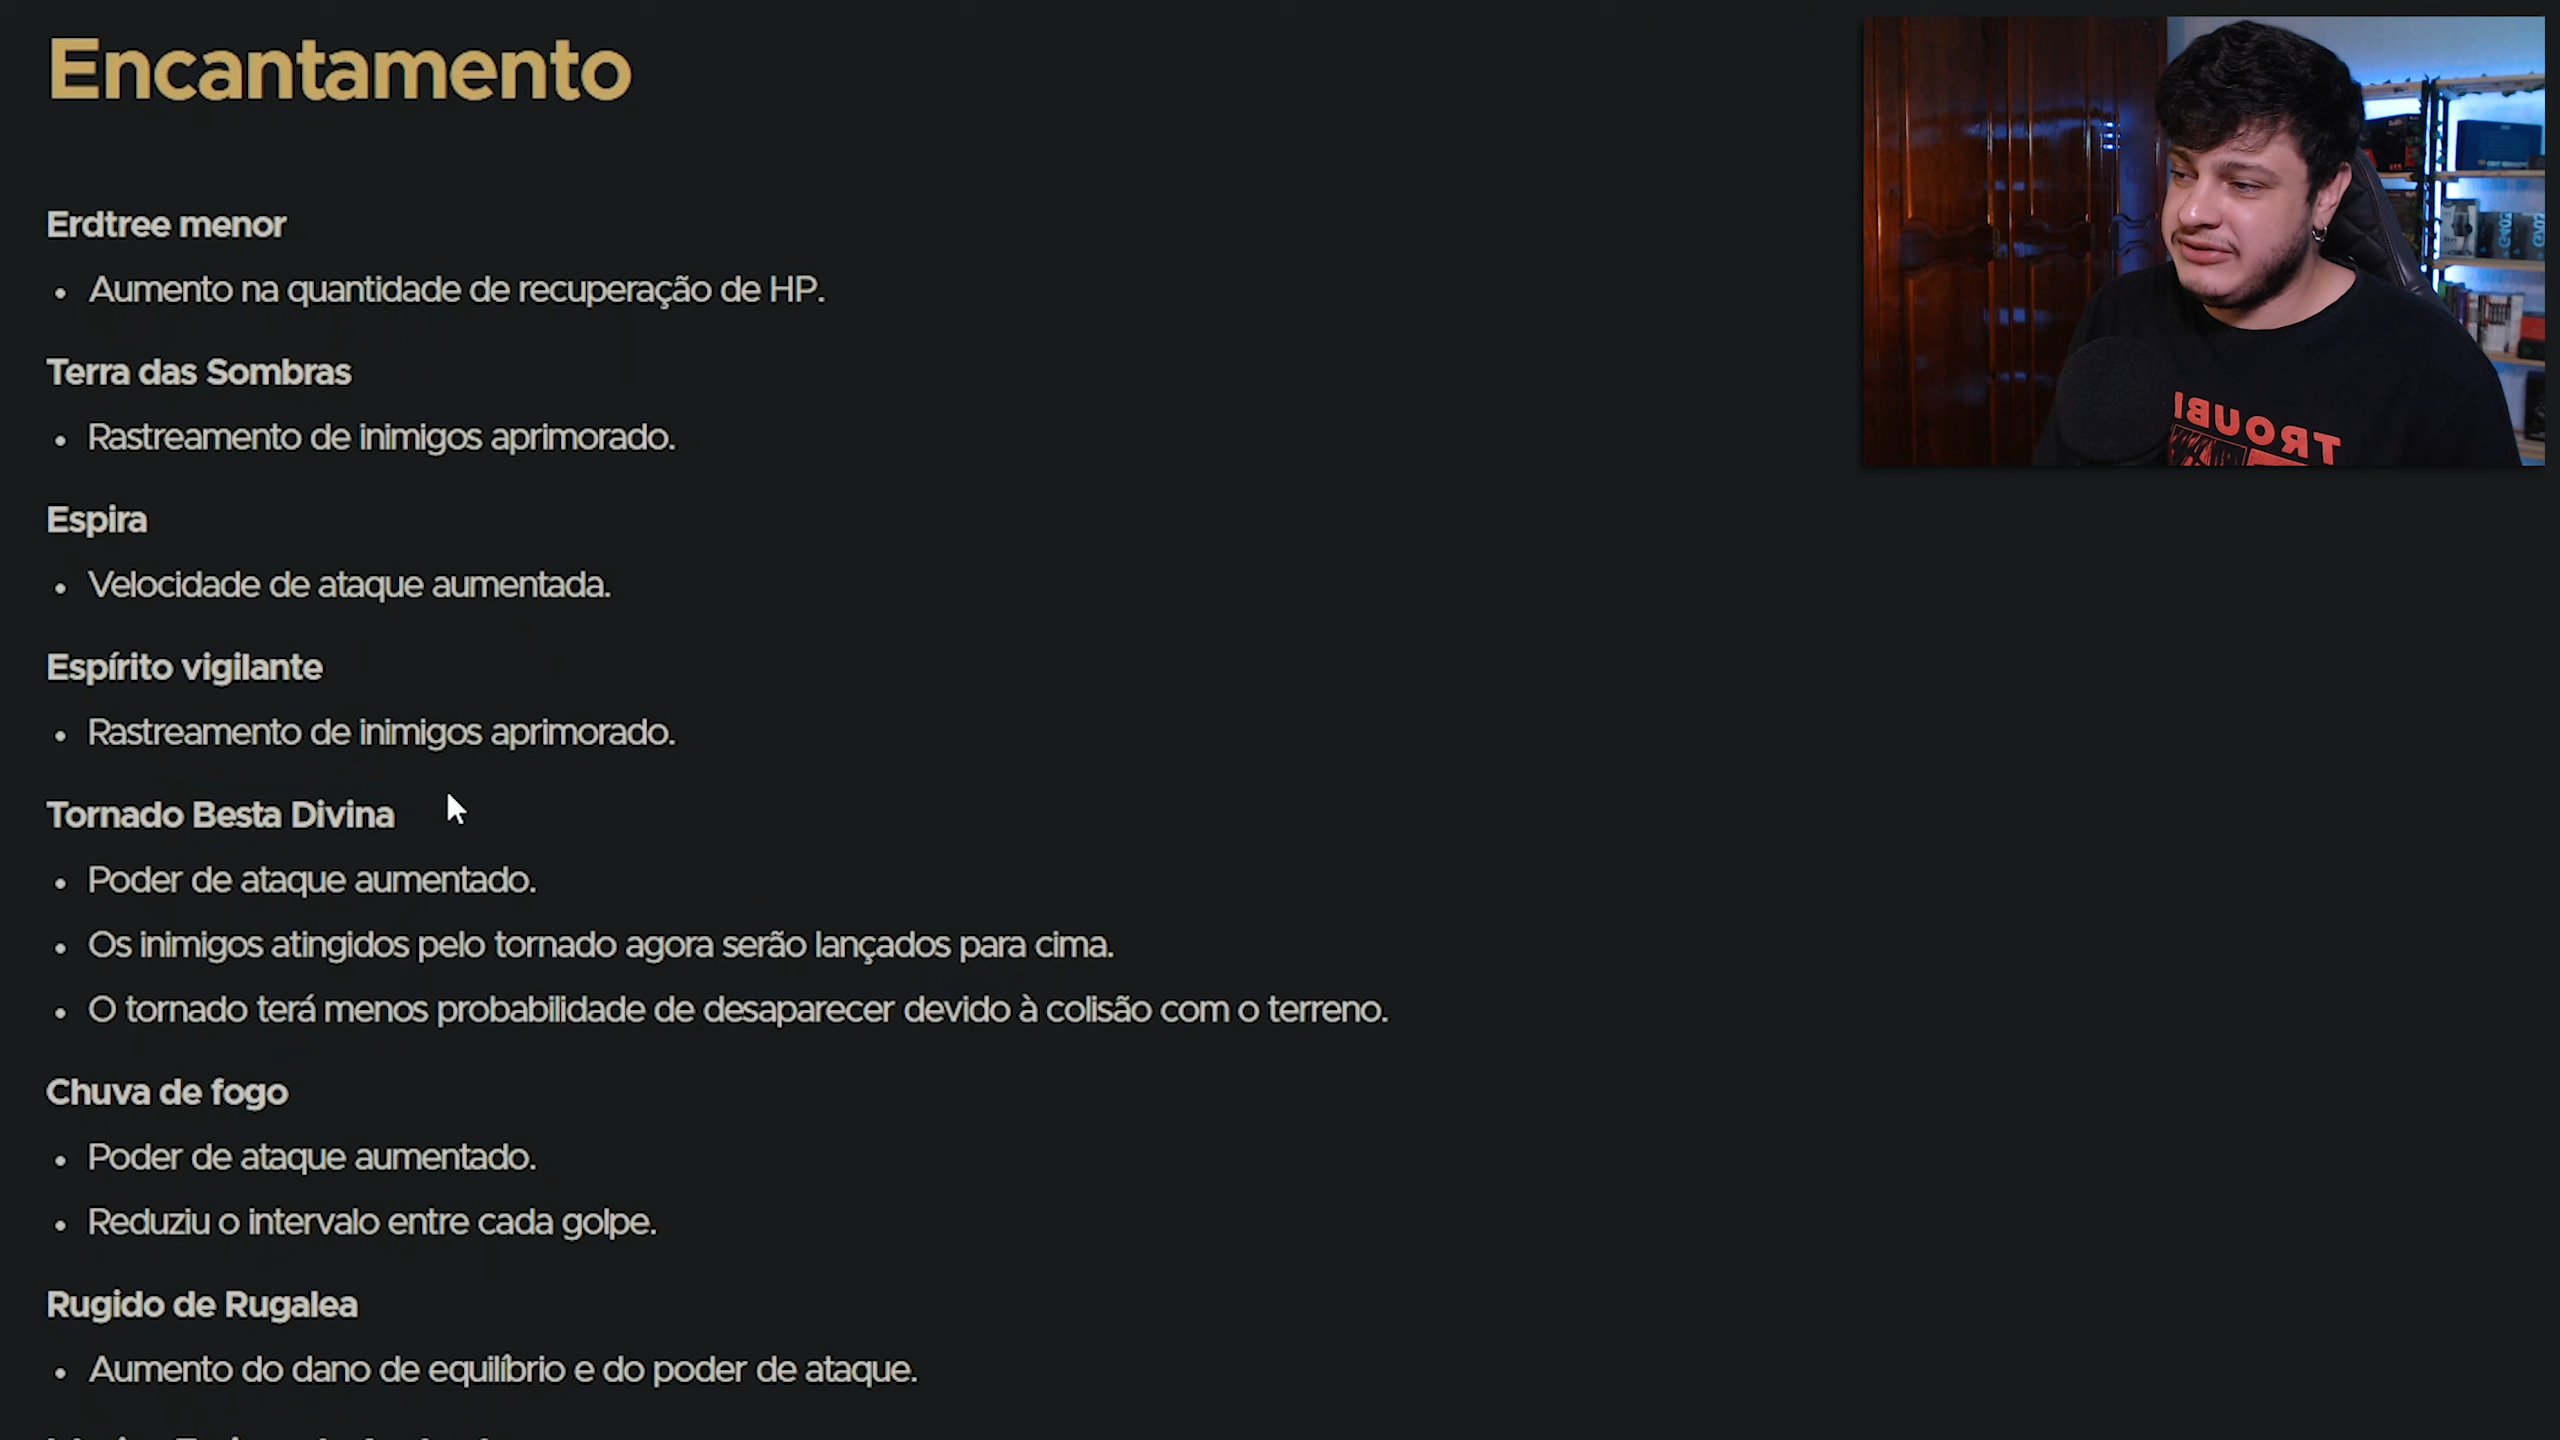 Encantamento
Erdtree menor
• Aumento na quantidade de recuperação de HP.
Terra das Sombras
• Rastreamento de inimigos aprimorado.
Espira
• Velocidade de ataque aumentada.
Espírito vigilante
• Rastreamento de inimigos aprimorado.
Tornado Besta Divina
• Poder de ataque aumentado.
• Os inimigos atingidos pelo tornado agora serão lançados para cima.
• O tornado terá menos probabilidade de desaparecer devido à colisão com o terreno.
Chuva de fogo
• Poder de ataque aumentado.
• Reduziu o intervalo entre cada golpe.
Rugido de Rugalea
• Aumento do dano de equilíbrio e do poder de ataque.
TROUBL